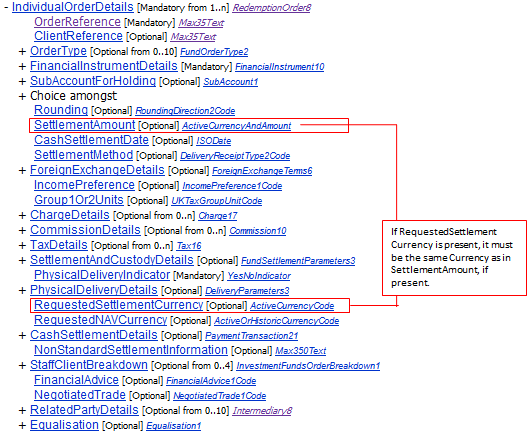 - IndividualOrderDetails [Mandatory from 1..n] RedemptionOrder8
OrderReference [Mandatory] Max35Text
ClientReference [Optional] Max35Text
+ OrderType [Optional from 0..10] FundOrderType2
+ FinancialInstrumentDetails [Mandatory] FinancialInstrument10
+ SubAccountForHolding [Optional] SubAccount1
+ Choice amongst
Rounding [Optional] RoundingDirection2Code
SettlementAmount [Optional] ActiveCurrencyAndAmount
CashSettlementDate [Optional] ISODate
SettlementMethod [Optional] DeliveryReceiptType2Code
+ ForeignExchangeDetails [Optional] ForeignExchangeTerms6
IncomePreference [Optional] IncomePreference1Code
Group1Or2Units [Optional] UKTaxGroupUnitCode
+ ChargeDetails [Optional from 0..n] Charge17
+ CommissionDetails [Optional from 0..n] Commission10
+ TaxDetails [Optional from 0..n] Tax16
+ SettlementAndCustodyDetails [Optional] FundSettlementParameters3
PhysicalDeliveryIndicator [Mandatory] YesNoIndicator
+ PhysicalDeliveryDetails [Optional] DeliveryParameters3
RequestedSettlementCurrency [Optional] ActiveCurrencyCode
RequestedNAVCurrency [Optional] ActiveOrHistoricCurrencyCode
+ CashSettlementDetails [Optional] PaymentTransaction21
NonStandardSettlementInformation [Optional] Max350Text
+ StaffClientBreakdown [Optional from 0..4] InvestmentFundsOrderBreakdown1
FinancialAdvice [Optional] FinancialAdvice1Code
NegotiatedTrade [Optional] NegotiatedTrade1Code
+ RelatedPartyDetails [Optional from 0..10] Intermediary8
+ Equalisation [Optional] Equalisation1
If RequestedSettlement
Currency is present, it must
be the same Currency as in
SettlementAmount, if
present.